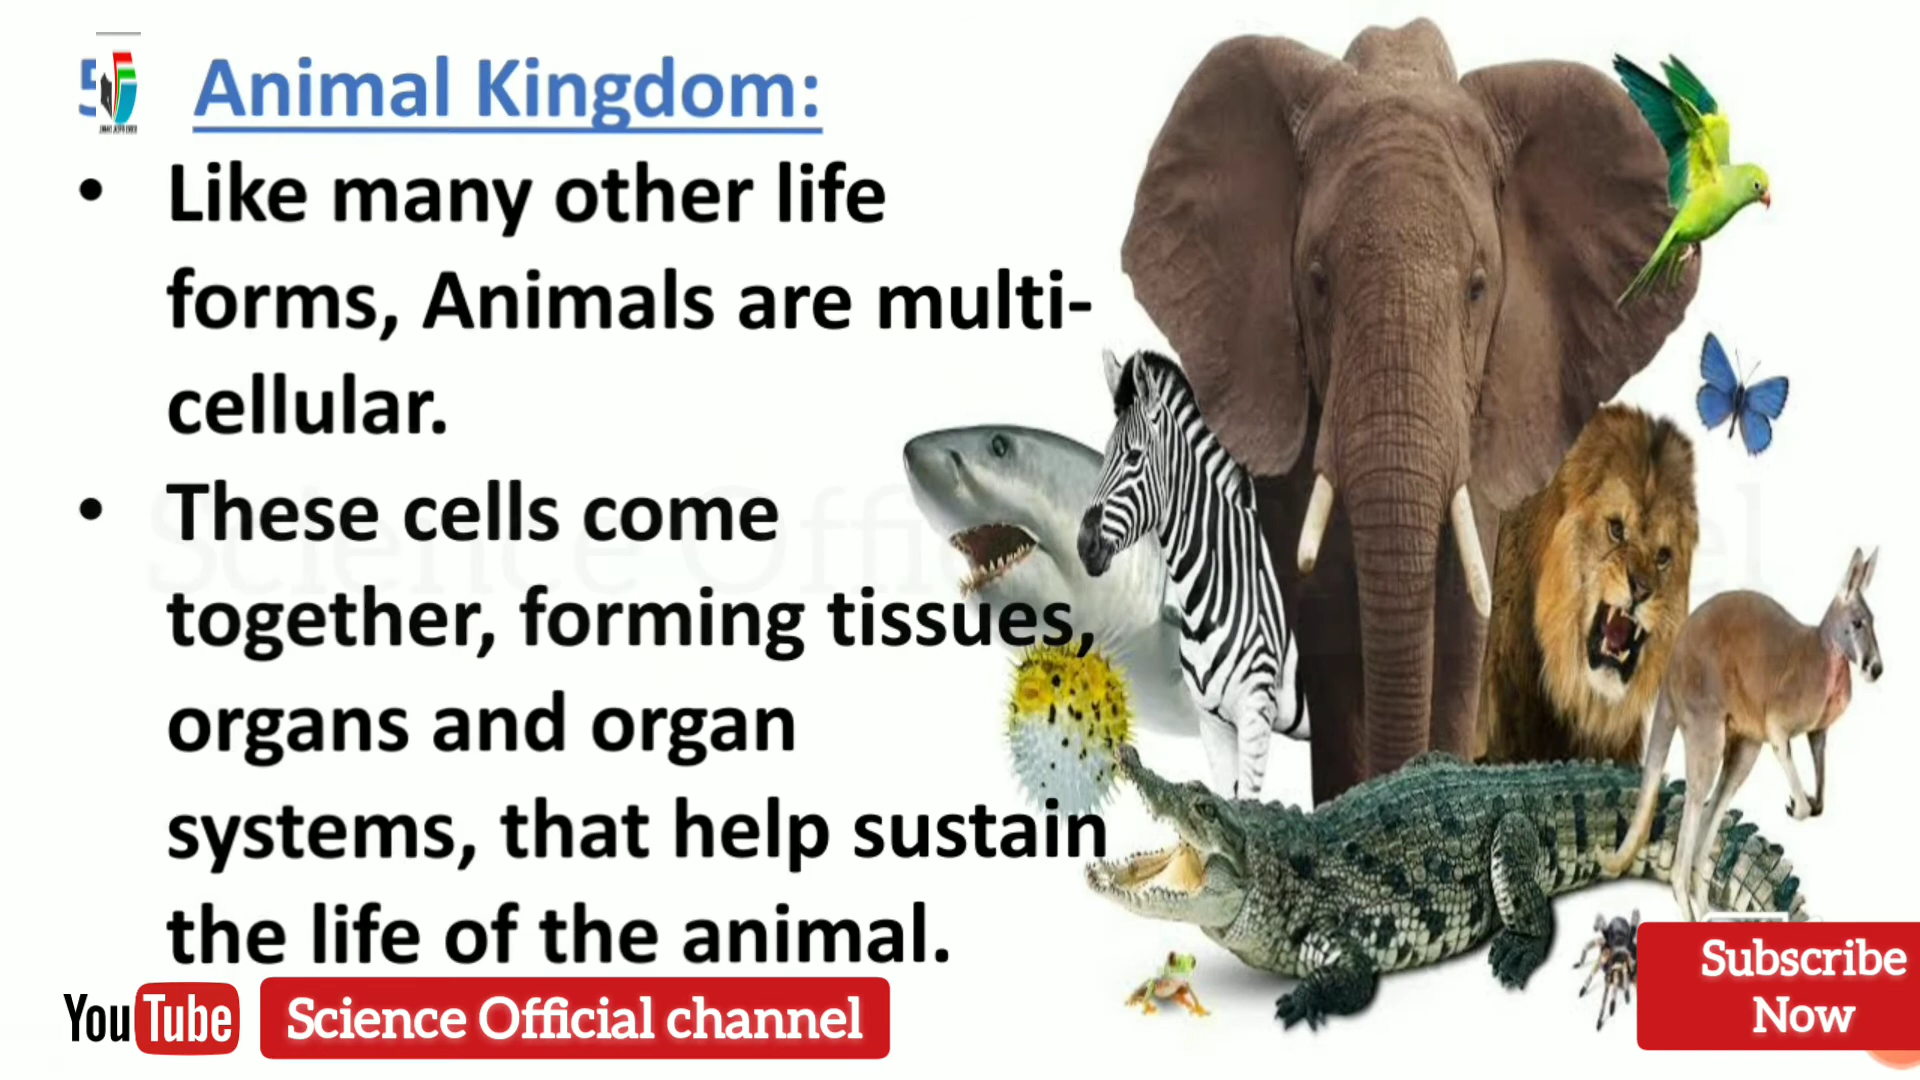 5. Animal Kingdom:
• Like many other life
forms, Animals are multi-
cellular.
• These cells come
together, forming tissues,
organs and organ
systems, that help sustain
the life of the animal.
YouTube Science Official channel
Subscribe
Now